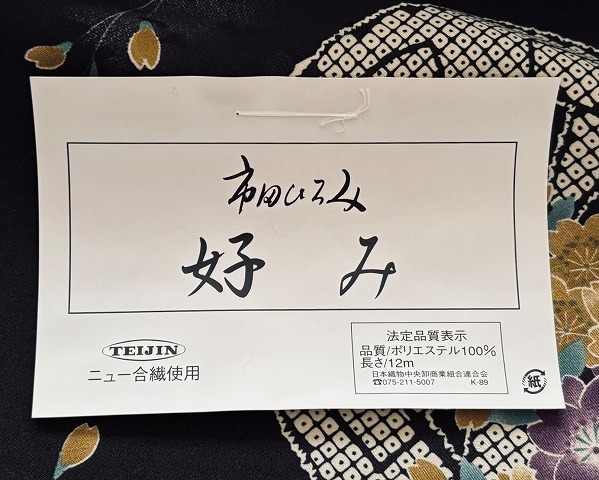 市田ひろみ
好み
TEIJIN
ニュー合繊使用
法定品質表示
品質/ポリエステル100%
長さ/12m
日本織物中央卸商業組合連合会
☎075-211-5007 K-89
紙